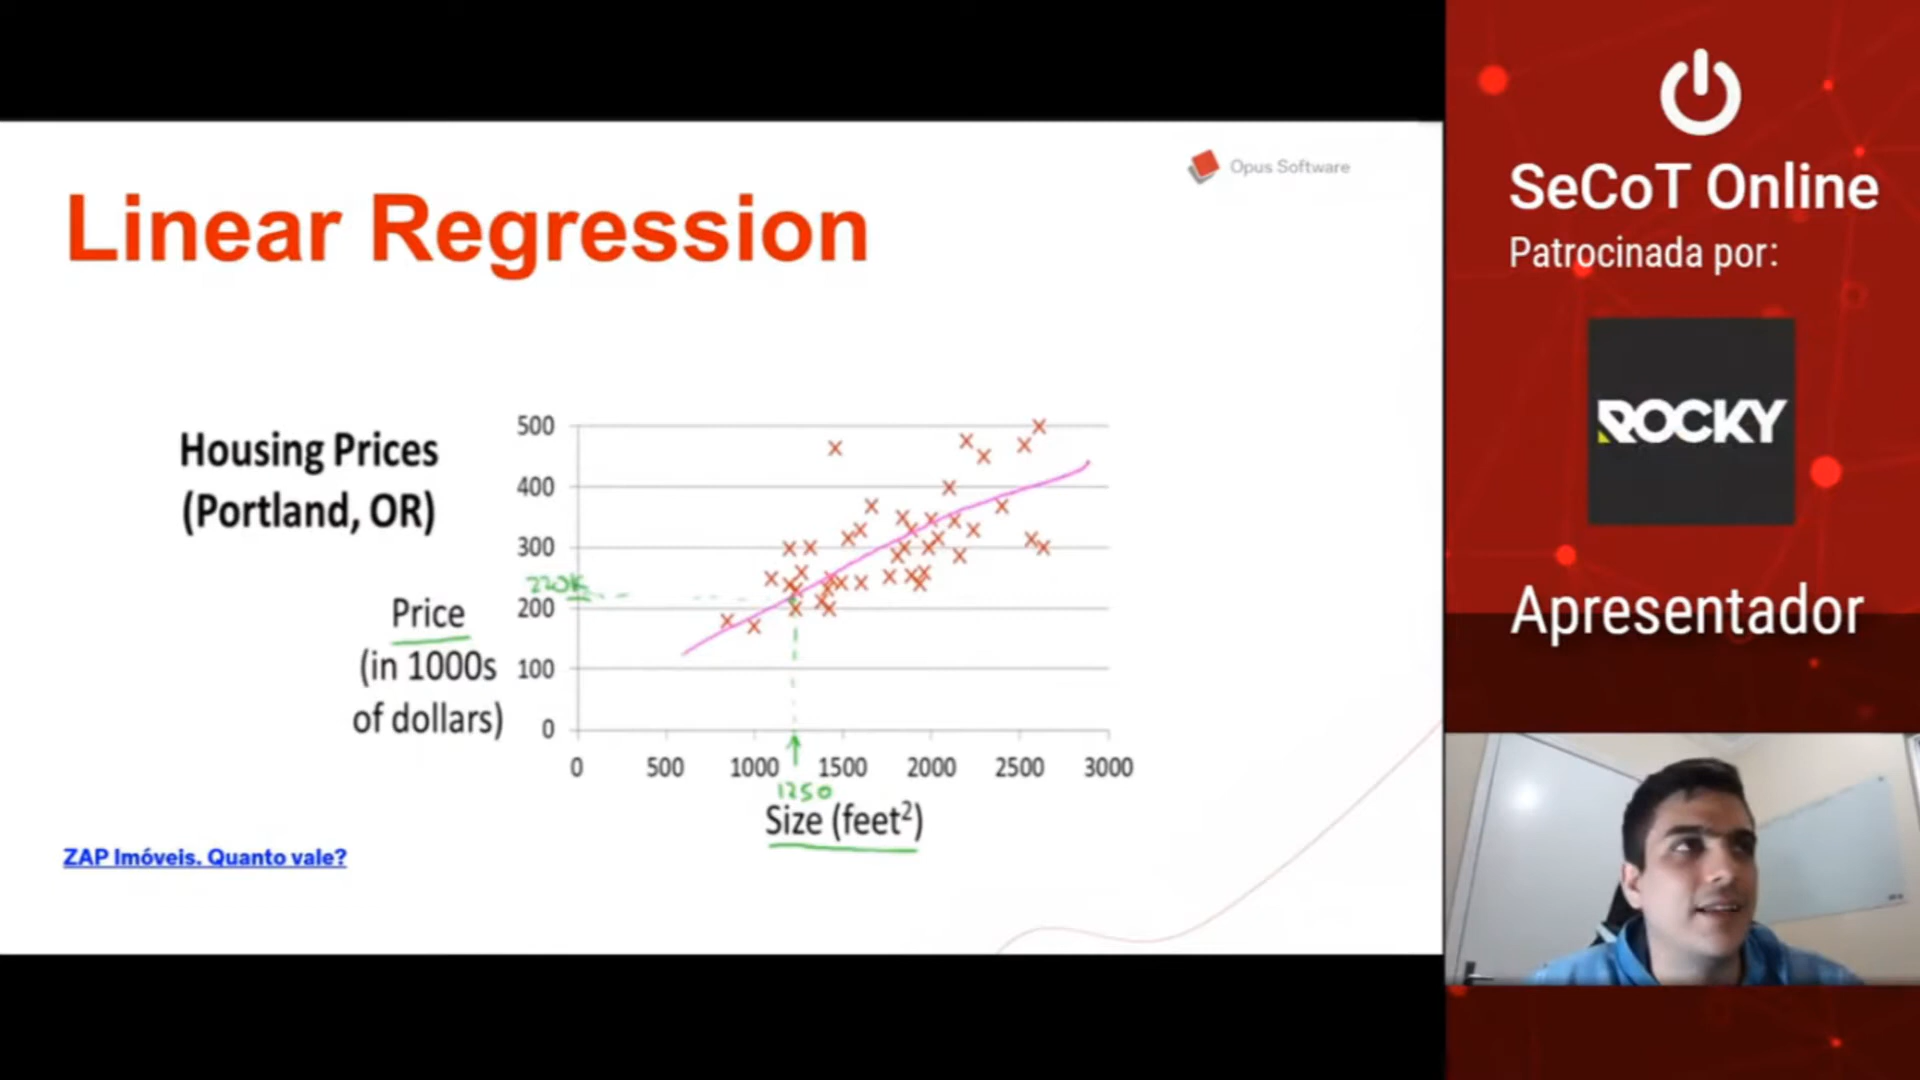 Opus Software
Linear Regression
Housing Prices
(Portland, OR)
Price
(in 1000s
of dollars)
500
400
300
220K
200
100
0
0 500 1000 1500 2000 2500 3000
1250
Size (feet²)
ZAP Imóveis. Quanto vale?
SeCoT Online
Patrocinada por:
ROCKY
Apresentador